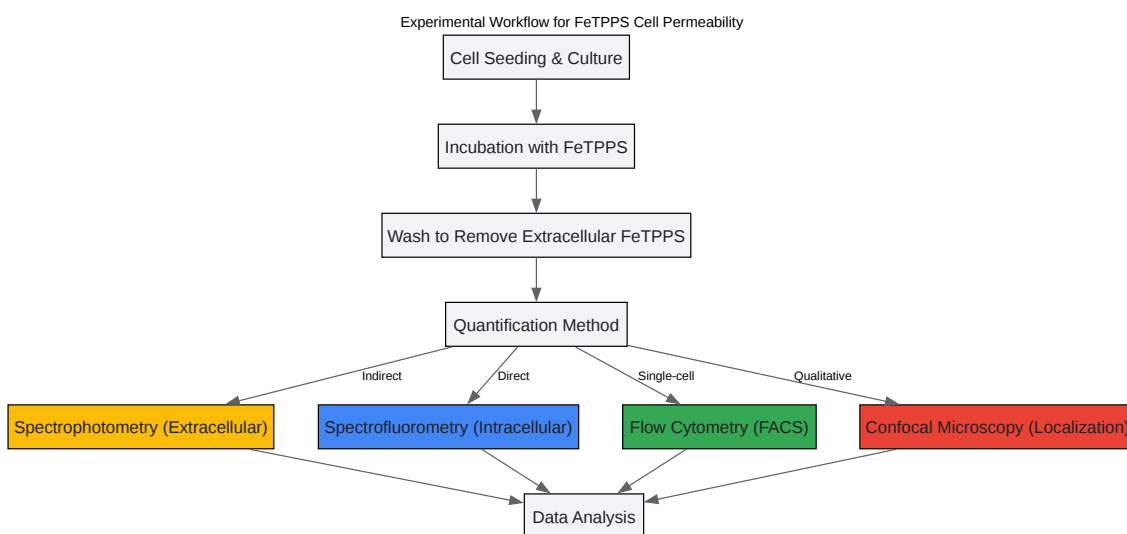 Experimental Workflow for FeTPPS Cell Permeability
Cell Seeding & Culture
Incubation with FeTPPS
Wash to Remove Extracellular FeTPPS
Quantification Method
Indirect
Direct
Single-cell
Qualitative
Spectrophotometry (Extracellular)
Spectrofluorometry (Intracellular)
Flow Cytometry (FACS)
Confocal Microscopy (Localization)
Data Analysis